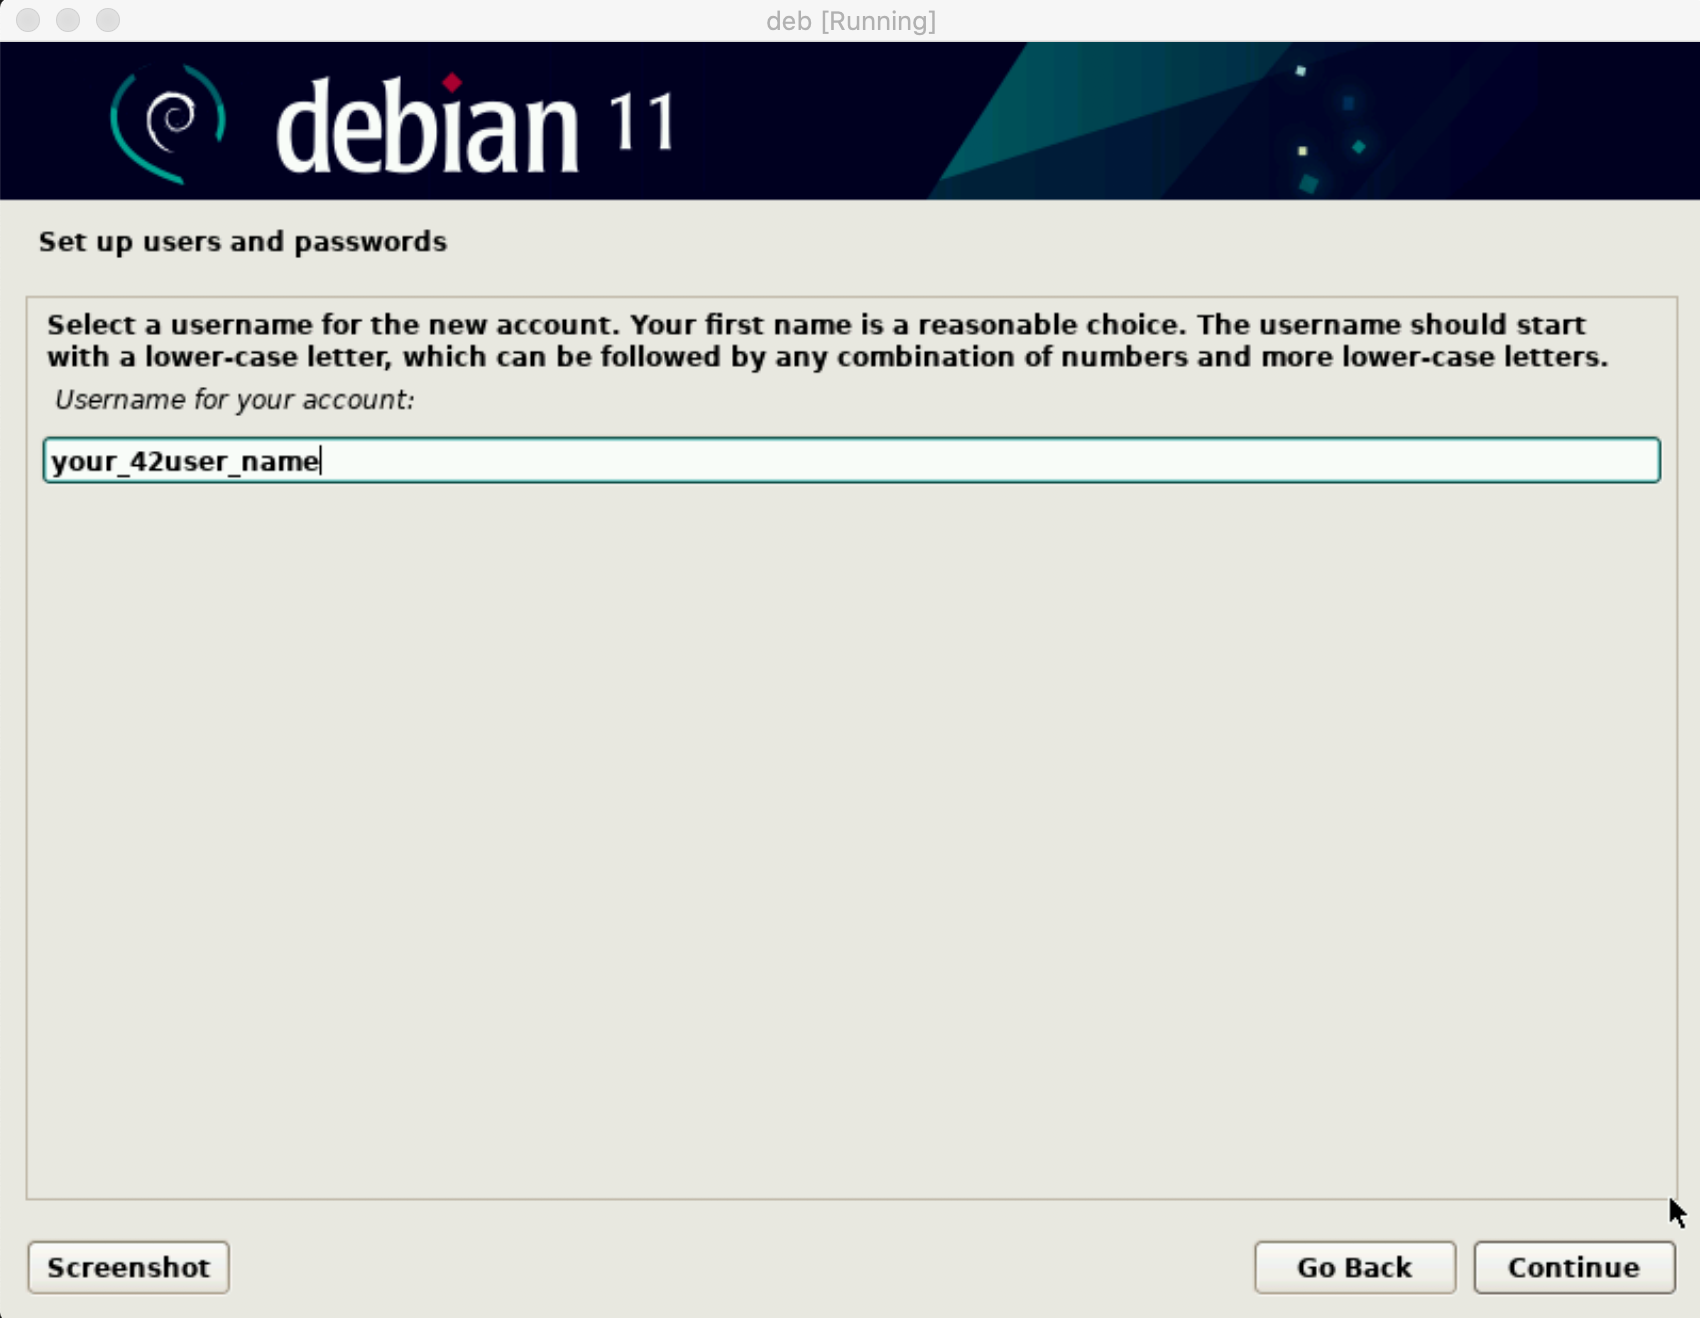 deb [Running]
debian 11
Set up users and passwords
Select a username for the new account. Your first name is a reasonable choice. The username should start
with a lower-case letter, which can be followed by any combination of numbers and more lower-case letters.
Username for your account:
your_42user_name
Screenshot
Go Back
Continue